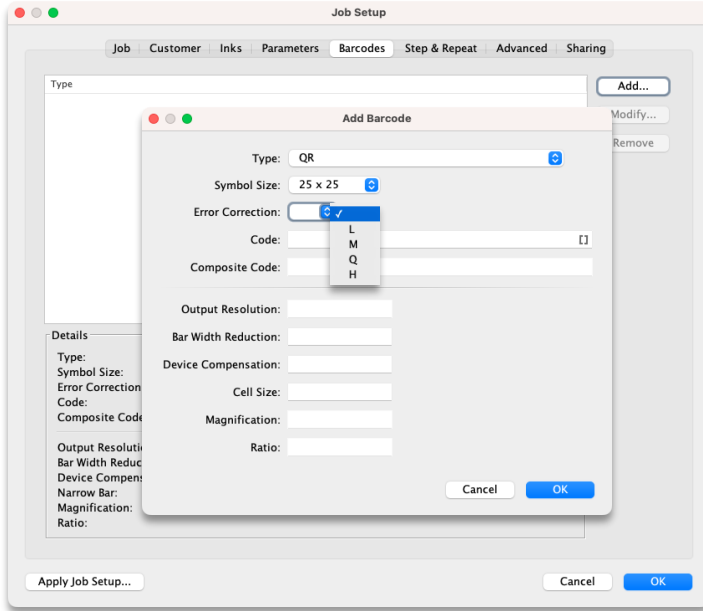 Job Setup
Job Customer Inks Parameters Barcodes Step & Repeat Advanced Sharing
Type
Add...
Modify...
Remove
Add Barcode
Type: QR
Symbol Size: 25 x 25
Error Correction:
L
M
Q
H
Code: []
Composite Code:
Output Resolution:
Bar Width Reduction:
Device Compensation:
Cell Size:
Magnification:
Ratio:
Cancel OK
Details
Type:
Symbol Size:
Error Correction
Code:
Composite Code
Output Resoluti
Bar Width Reduc
Device Compens
Narrow Bar:
Magnification:
Ratio:
Apply Job Setup... Cancel OK